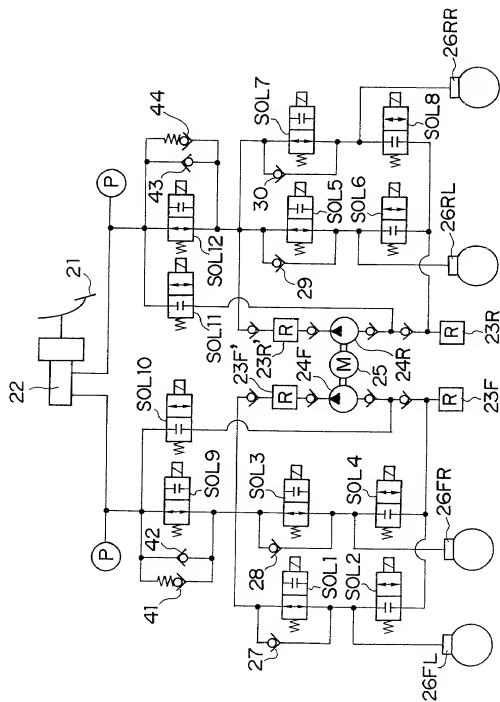 21
22
P
P
44
43
SOL12
SOL11
SOL10
SOL9
42
41
SOL7
30
SOL8
26RR
SOL5
SOL6
29
26RL
23F'
23R'
24F
R
R
M
25
24R
R
23R
R
23F
SOL3
28
SOL4
26FR
SOL1
27
SOL2
26FL